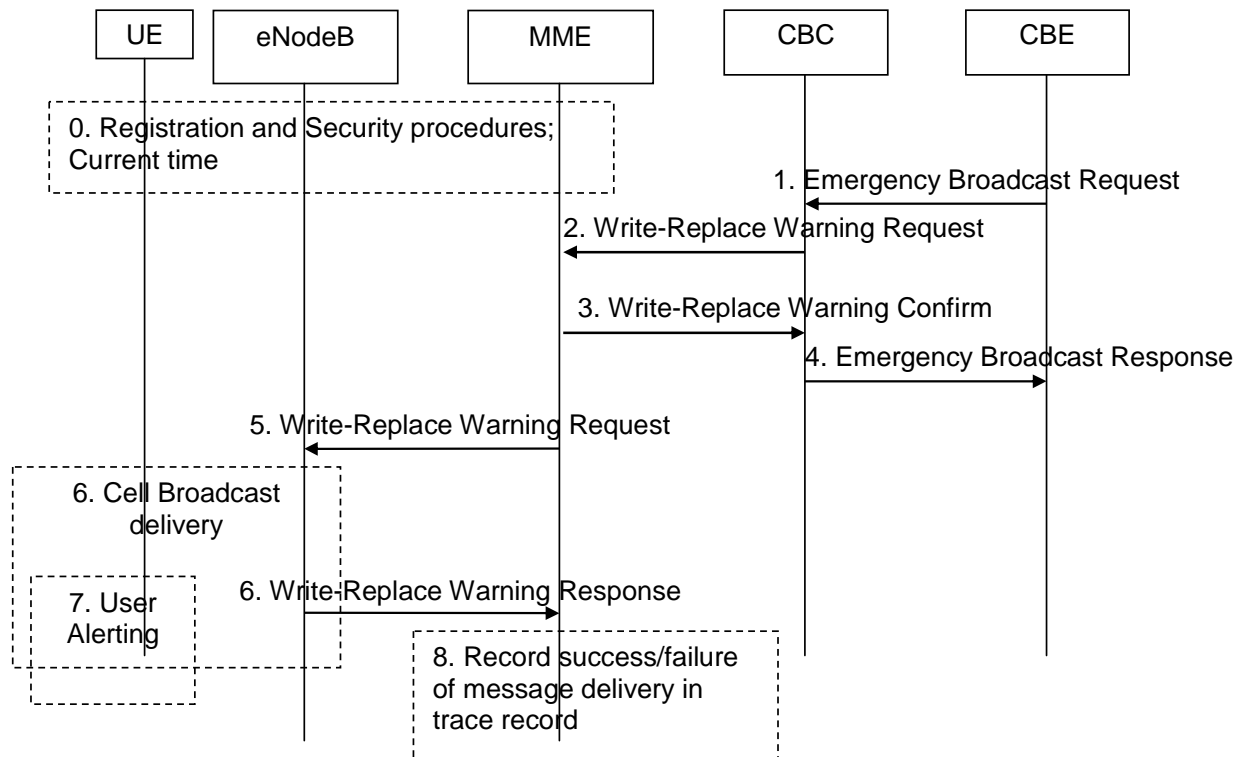 UE
eNodeB
MME
CBC
CBE
0. Registration and Security procedures;
Current time
1. Emergency Broadcast Request
2. Write-Replace Warning Request
3. Write-Replace Warning Confirm
4. Emergency Broadcast Response
5. Write-Replace Warning Request
6. Cell Broadcast
delivery
6. Write-Replace Warning Response
7. User
Alerting
8. Record success/failure
of message delivery in
trace record